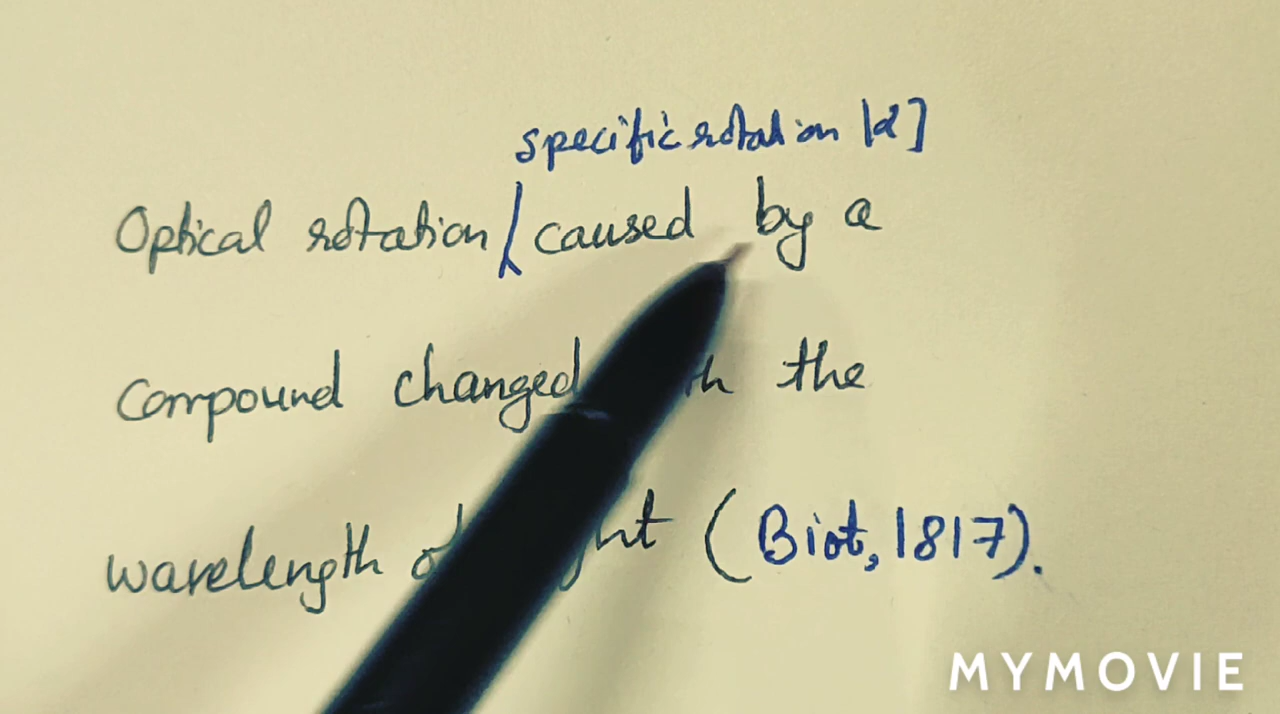 specific rotation [α]
Optical rotation / caused by a
compound changed the
wavelength (Biot, 1817).
MYMOVIE